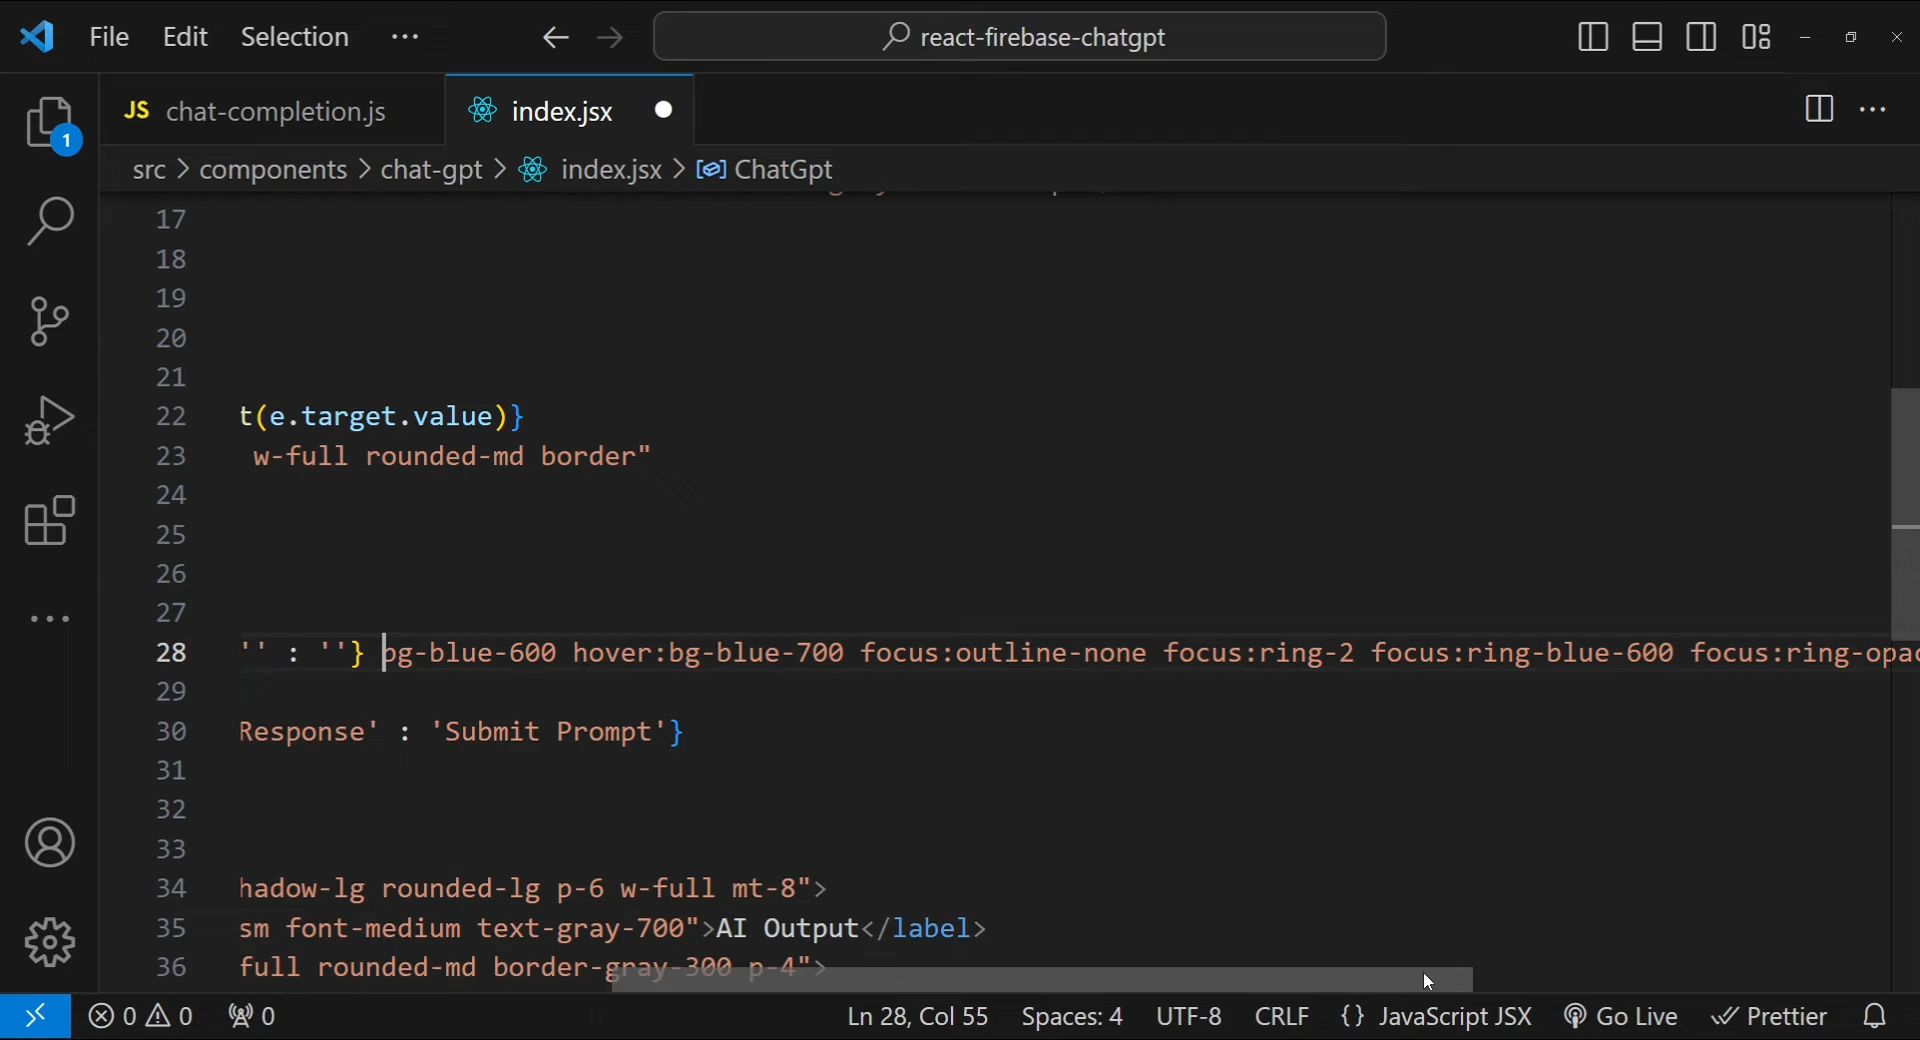 File Edit Selection ··· react-firebase-chatgpt
JS chat-completion.js index.jsx
1
src > components > chat-gpt > index.jsx > ChatGpt
17
18
19
20
21
22 t(e.target.value)}
23 w-full rounded-md border"
24
25
26
27
28 '' : ''} bg-blue-600 hover:bg-blue-700 focus:outline-none focus:ring-2 focus:ring-blue-600 focus:ring-opac
29
30 Response' : 'Submit Prompt'}
31
32
33
34 hadow-lg rounded-lg p-6 w-full mt-8">
35 sm font-medium text-gray-700">AI Output</label>
36 full rounded-md border-gray-300 p-4">
0 0 0 Ln 28, Col 55 Spaces: 4 UTF-8 CRLF {} JavaScript JSX Go Live Prettier